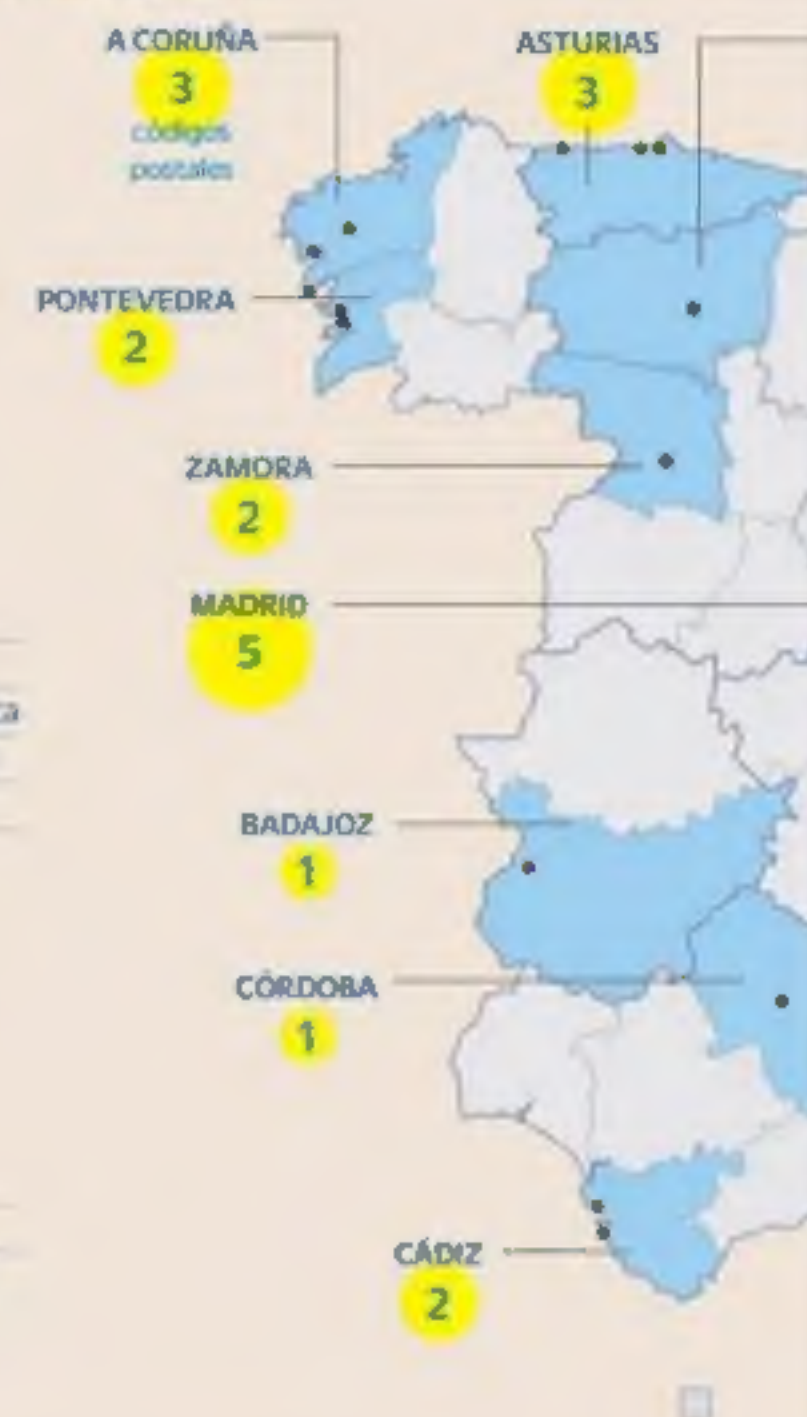 A CORUÑA
3
códigos
postales
ASTURIAS
3
PONTEVEDRA
2
ZAMORA
2
MADRID
5
BADAJOZ
1
CÓRDOBA
1
CÁDIZ
2